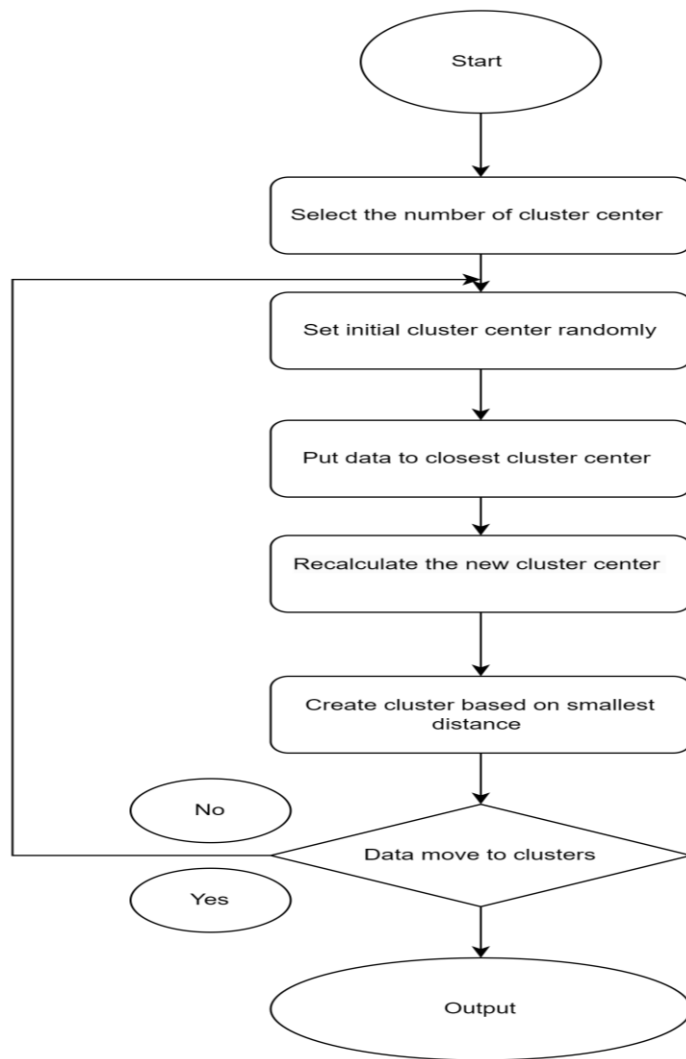 Start
Select the number of cluster center
Set initial cluster center randomly
Put data to closest cluster center
Recalculate the new cluster center
Create cluster based on smallest
distance
No
Data move to clusters
Yes
Output